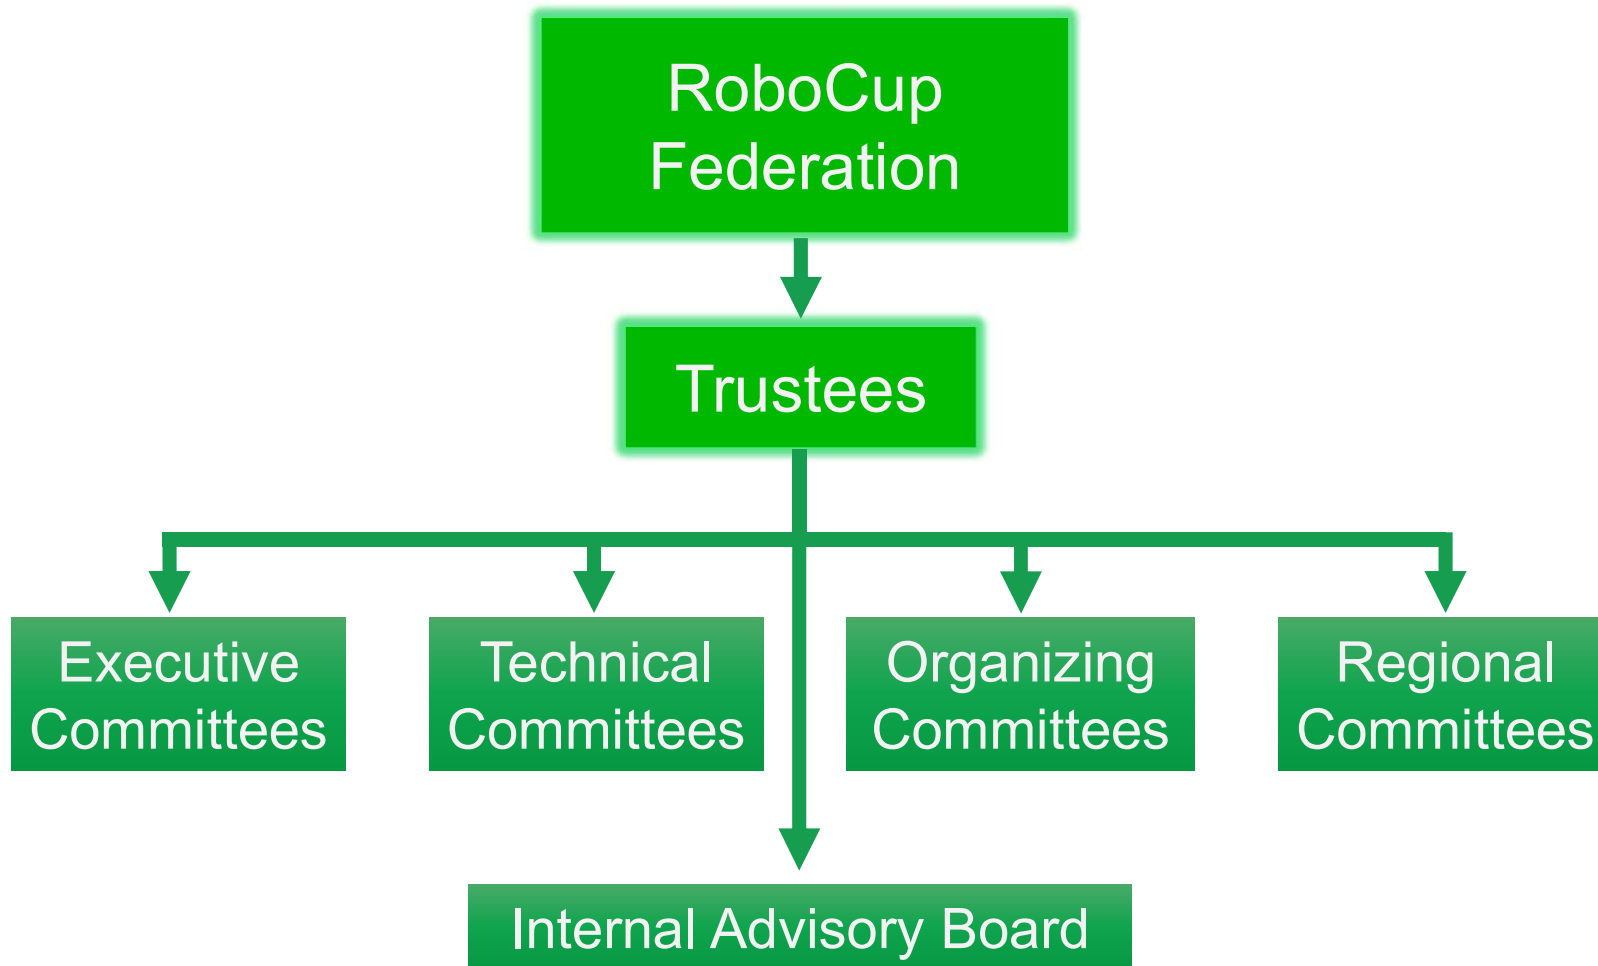 RoboCup
Federation
Trustees
Executive
Committees
Technical
Committees
Organizing
Committees
Regional
Committees
Internal Advisory Board